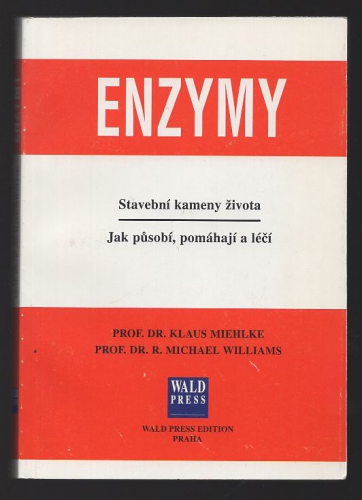 ENZYMY
Stavební kameny života
Jak působí, pomáhají a léčí
PROF. DR. KLAUS MIEHLKE
PROF. DR. R. MICHAEL WILLIAMS
WALD
PRESS
WALD PRESS EDITION
PRAHA